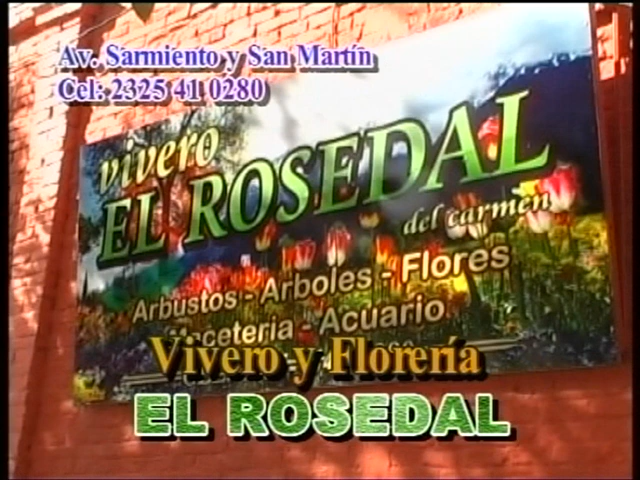 Av. Sarmiento y San Martín
Cel: 2325 41 0280
vivero
EL ROSEDAL
del carmen
Arbustos - Arboles - Flores
Maceteria - Acuario
Vivero y Florería
EL ROSEDAL